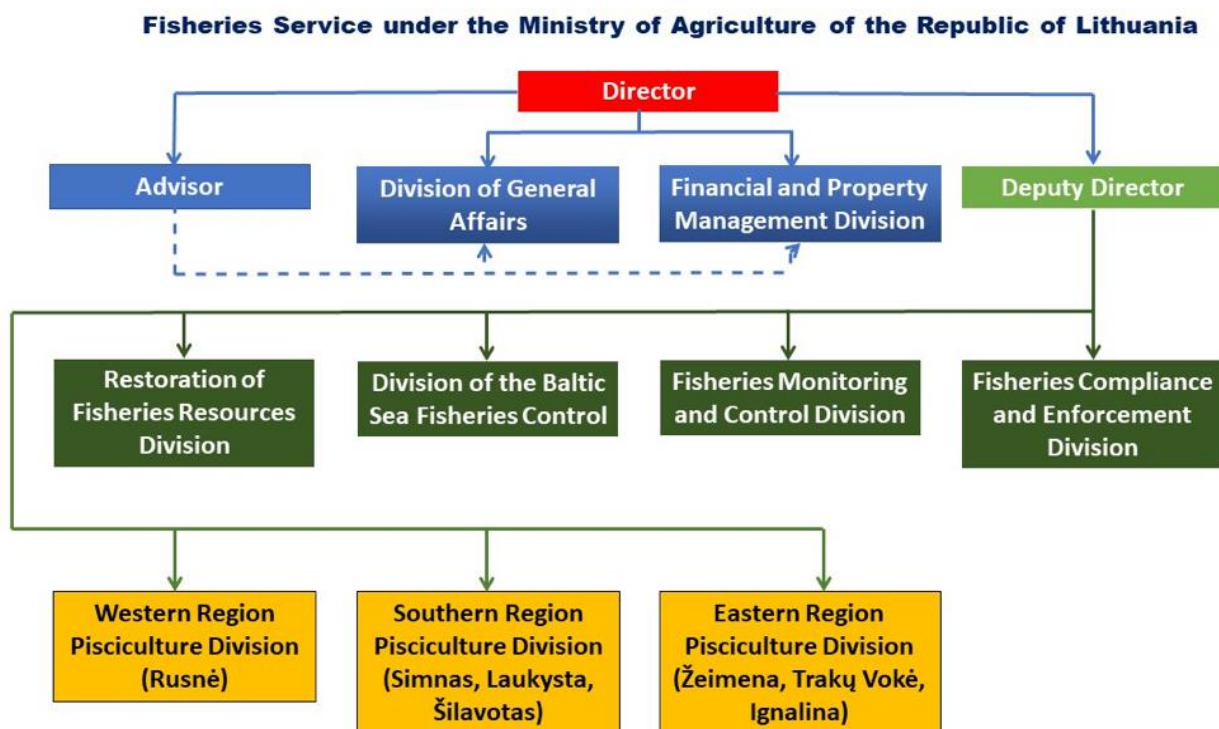 Fisheries Service under the Ministry of Agriculture of the Republic of Lithuania
Director
Advisor
Division of General
Affairs
Financial and Property
Management Division
Deputy Director
Restoration of
Fisheries Resources
Division
Division of the Baltic
Sea Fisheries Control
Fisheries Monitoring
and Control Division
Fisheries Compliance
and Enforcement
Division
Western Region
Pisciculture Division
(Rusnė)
Southern Region
Pisciculture Division
(Simnas, Laukysta,
Šilavotas)
Eastern Region
Pisciculture Division
(Žeimena, Trakų Vokė,
Ignalina)